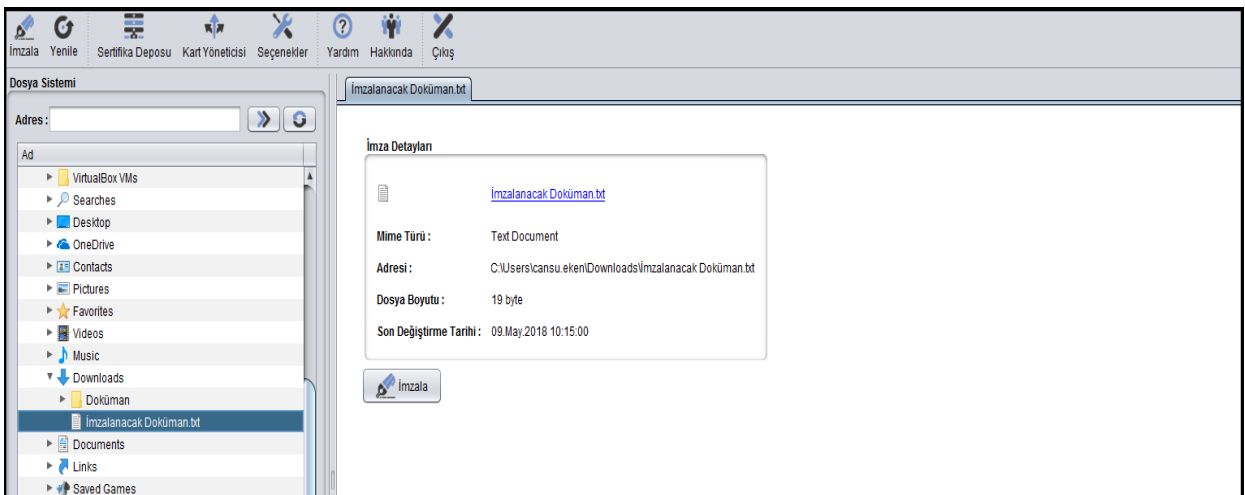 İmzala Yenile Sertifika Deposu Kart Yöneticisi Seçenekler Yardım Hakkında Çıkış
Dosya Sistemi
Adres :
Ad
VirtualBox VMs
Searches
Desktop
OneDrive
Contacts
Pictures
Favorites
Videos
Music
Downloads
Doküman
İmzalanacak Doküman.txt
Documents
Links
Saved Games
İmzalanacak Doküman.txt
İmza Detayları
İmzalanacak Doküman.txt
Mime Türü : Text Document
Adresi : C:\Users\cansu.eken\Downloads\İmzalanacak Doküman.txt
Dosya Boyutu : 19 byte
Son Değiştirme Tarihi : 09.May.2018 10:15:00
İmzala